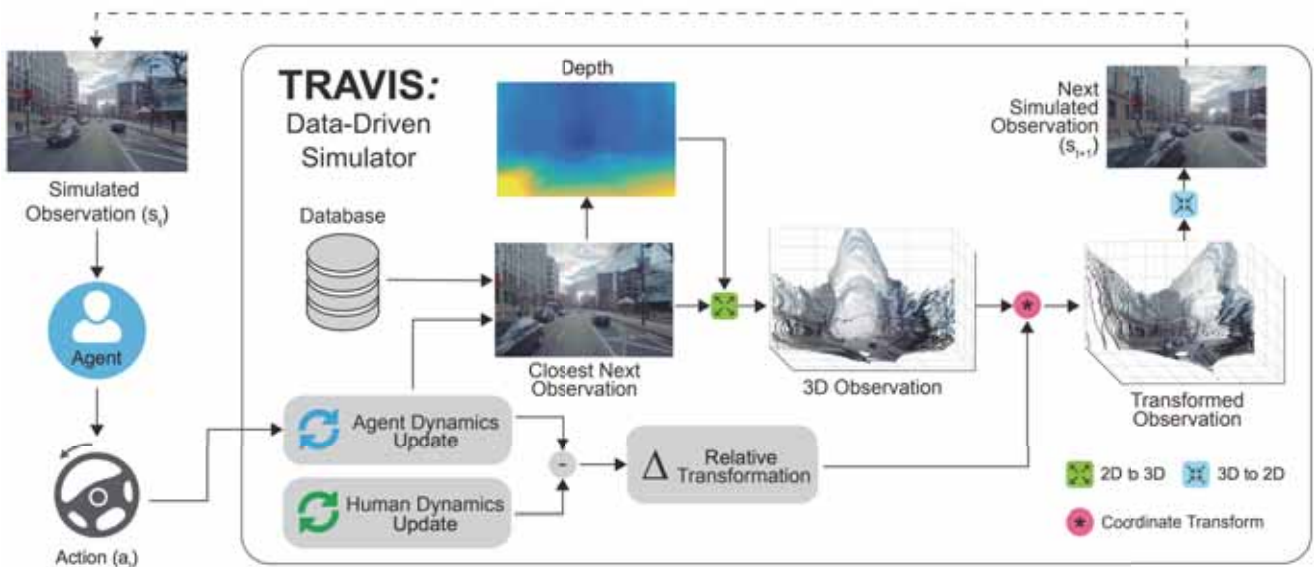 TRAVIS:
Data-Driven
Simulator
Simulated
Observation (sₜ)
Agent
Action (aₜ)
Database
Depth
Closest Next
Observation
Agent Dynamics
Update
Human Dynamics
Update
-
Δ Relative
Transformation
3D Observation
*
Transformed
Observation
Next
Simulated
Observation
(sₜ₊₁)
2D to 3D
3D to 2D
* Coordinate Transform